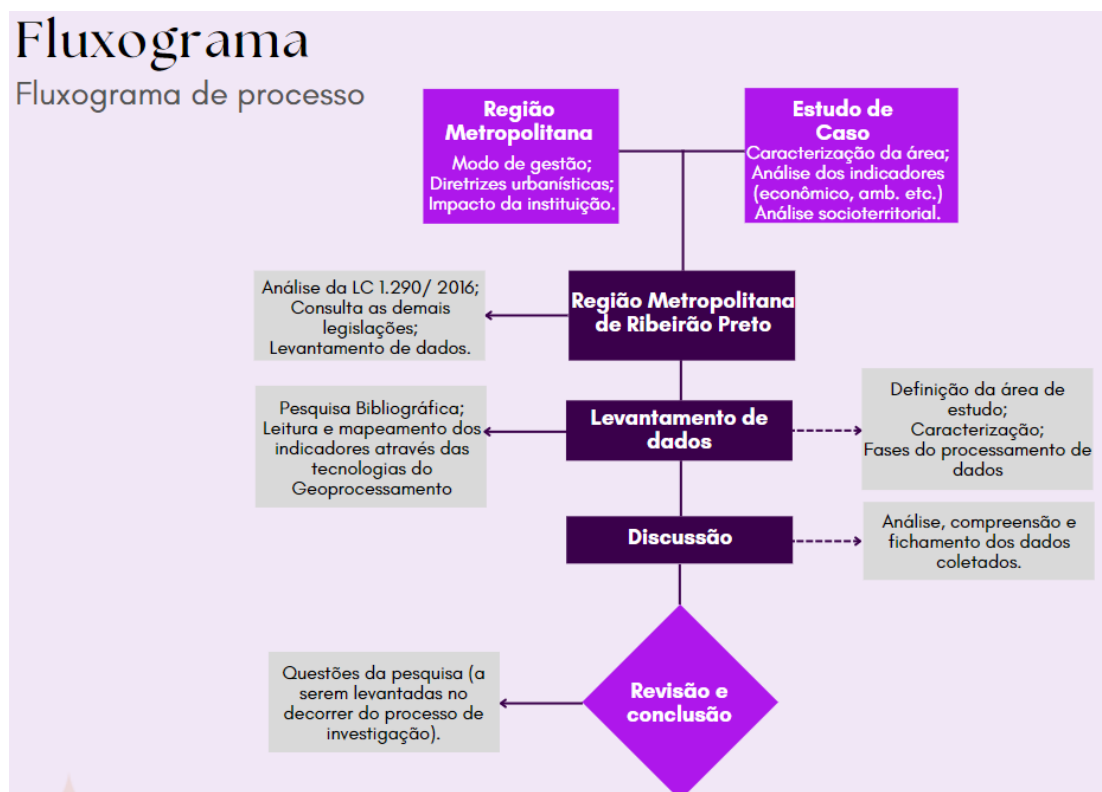 Fluxograma
Fluxograma de processo
Região
Metropolitana
Modo de gestão;
Diretrizes urbanísticas;
Impacto da instituição.
Estudo de
Caso
Caracterização da área;
Análise dos indicadores
(econômico, amb. etc.)
Análise socioterritorial.
Análise da LC 1.290/ 2016;
Consulta as demais
legislações;
Levantamento de dados.
Região Metropolitana
de Ribeirão Preto
Pesquisa Bibliográfica;
Leitura e mapeamento dos
indicadores através das
tecnologias do
Geoprocessamento
Levantamento de
dados
Definição da área de
estudo;
Caracterização;
Fases do processamento de
dados
Discussão
Análise, compreensão e
fichamento dos dados
coletados.
Questões da pesquisa (a
serem levantadas no
decorrer do processo de
investigação).
Revisão e
conclusão